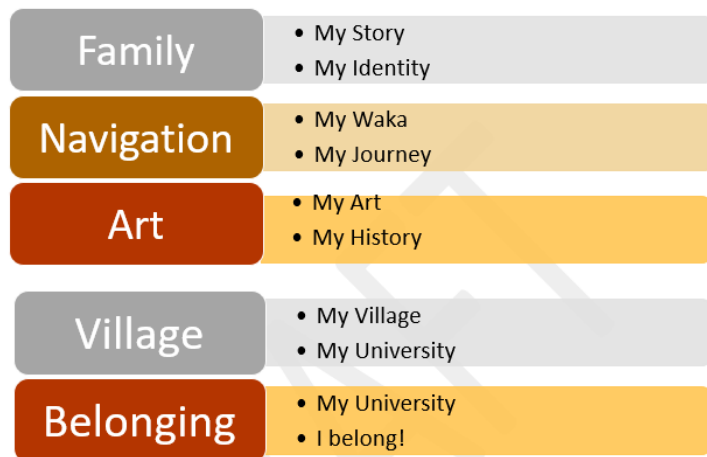 Family
• My Story
• My Identity
Navigation
• My Waka
• My Journey
Art
• My Art
• My History
Village
• My Village
• My University
Belonging
• My University
• I belong!